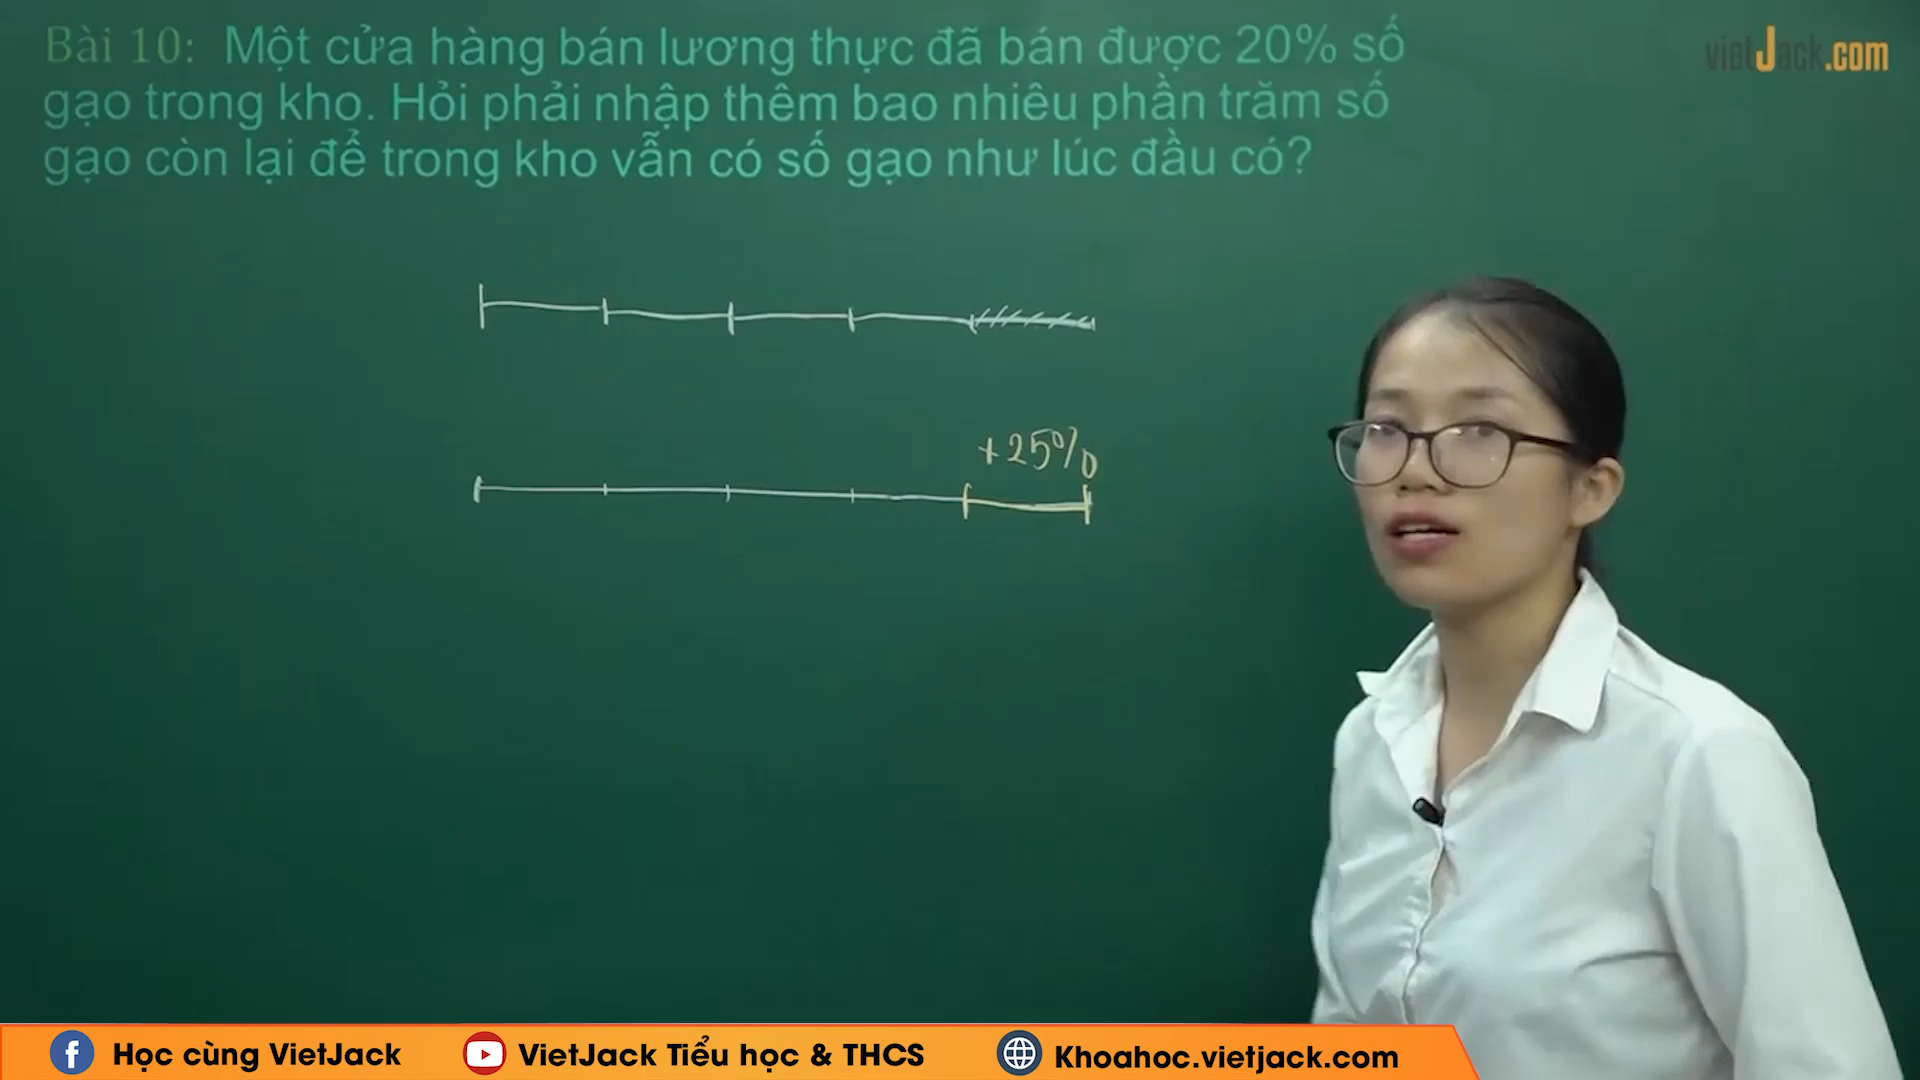 Bài 10: Một cửa hàng bán lương thực đã bán được 20% số
gạo trong kho. Hỏi phải nhập thêm bao nhiêu phần trăm số
gạo còn lại để trong kho vẫn có số gạo như lúc đầu có?
vietJack.com
+25%
Học cùng VietJack
VietJack Tiểu học & THCS
Khoahoc.vietjack.com